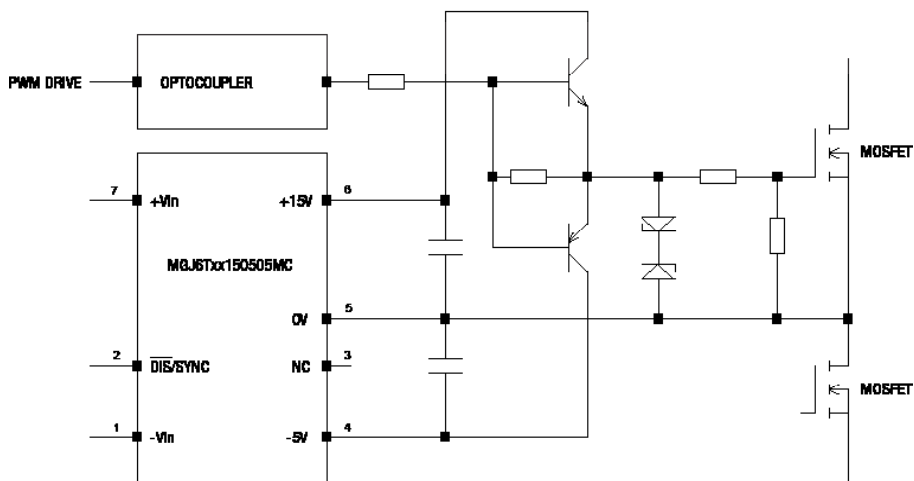 PWM DRIVE
OPTOCOUPLER
MOSFET
7
+Vin
+15V
6
MGJ6Txx150505MC
0V
5
2
DIS/SYNC
NC
3
MOSFET
1
-Vin
-5V
4